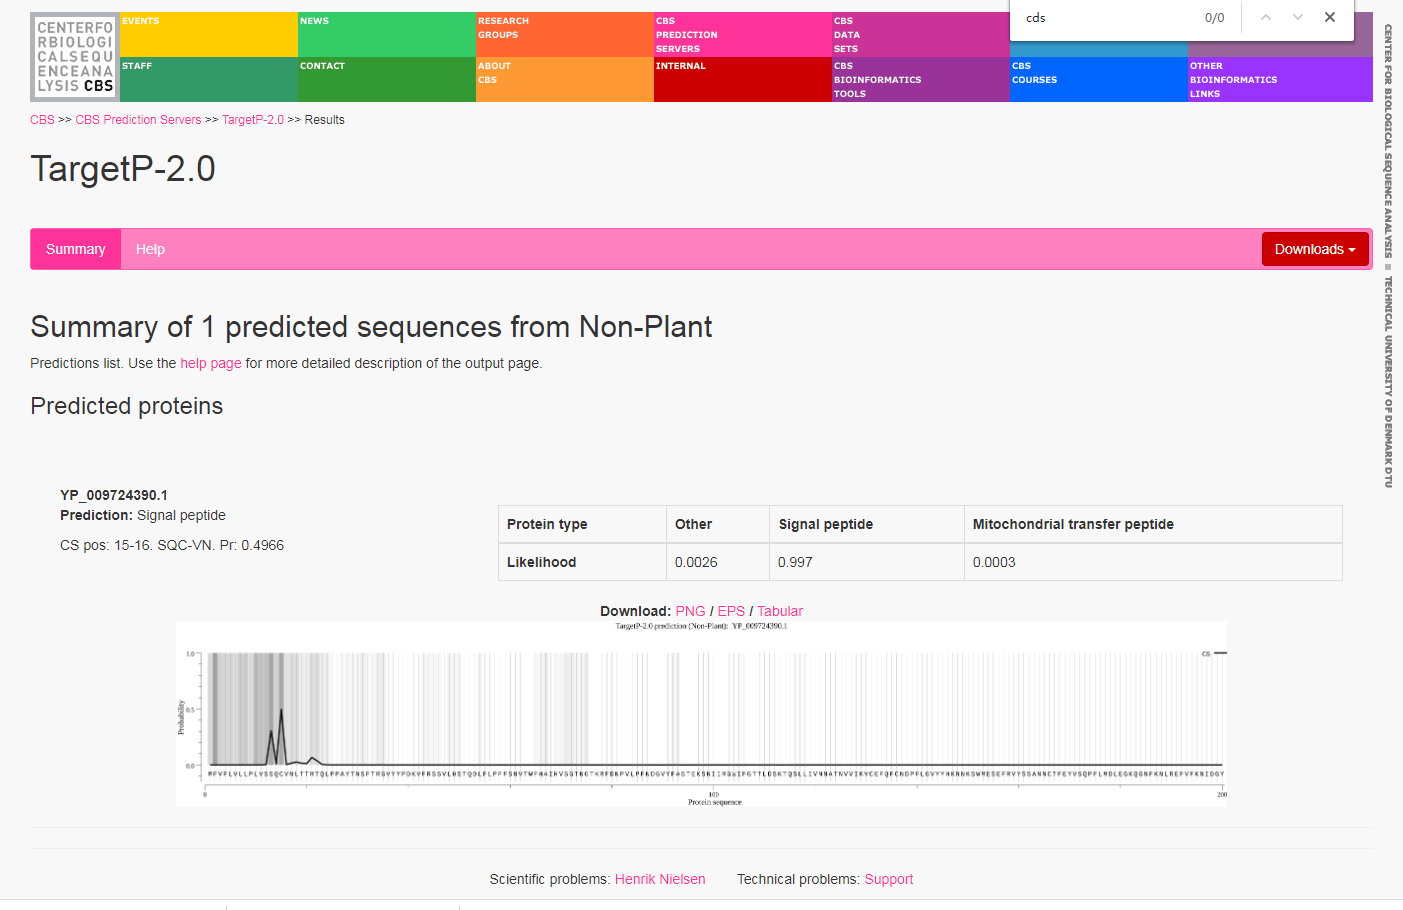 CENTERFO
RBIOLOGI
CALSEQU
ENCEANA
LYSIS CBS
EVENTS
NEWS
RESEARCH
GROUPS
CBS
PREDICTION
SERVERS
CBS
DATA
SETS
cds
0/0
STAFF
CONTACT
ABOUT
CBS
INTERNAL
CBS
BIOINFORMATICS
TOOLS
CBS
COURSES
OTHER
BIOINFORMATICS
LINKS
CENTER FOR BIOLOGICAL SEQUENCE ANALYSIS ■ TECHNICAL UNIVERSITY OF DENMARK DTU
CBS >> CBS Prediction Servers >> TargetP-2.0 >> Results
TargetP-2.0
Summary
Help
Downloads
Summary of 1 predicted sequences from Non-Plant
Predictions list. Use the help page for more detailed description of the output page.
Predicted proteins
YP_009724390.1
Prediction: Signal peptide
CS pos: 15-16. SQC-VN. Pr: 0.4966
Protein type Other Signal peptide Mitochondrial transfer peptide
Likelihood 0.0026 0.997 0.0003
Download: PNG / EPS / Tabular
TargetP-2.0 prediction (Non-Plant): YP_009724390.1
CS
1.0
0.5
0.0
Probability
0 100 200
Protein sequence
Scientific problems: Henrik Nielsen
Technical problems: Support